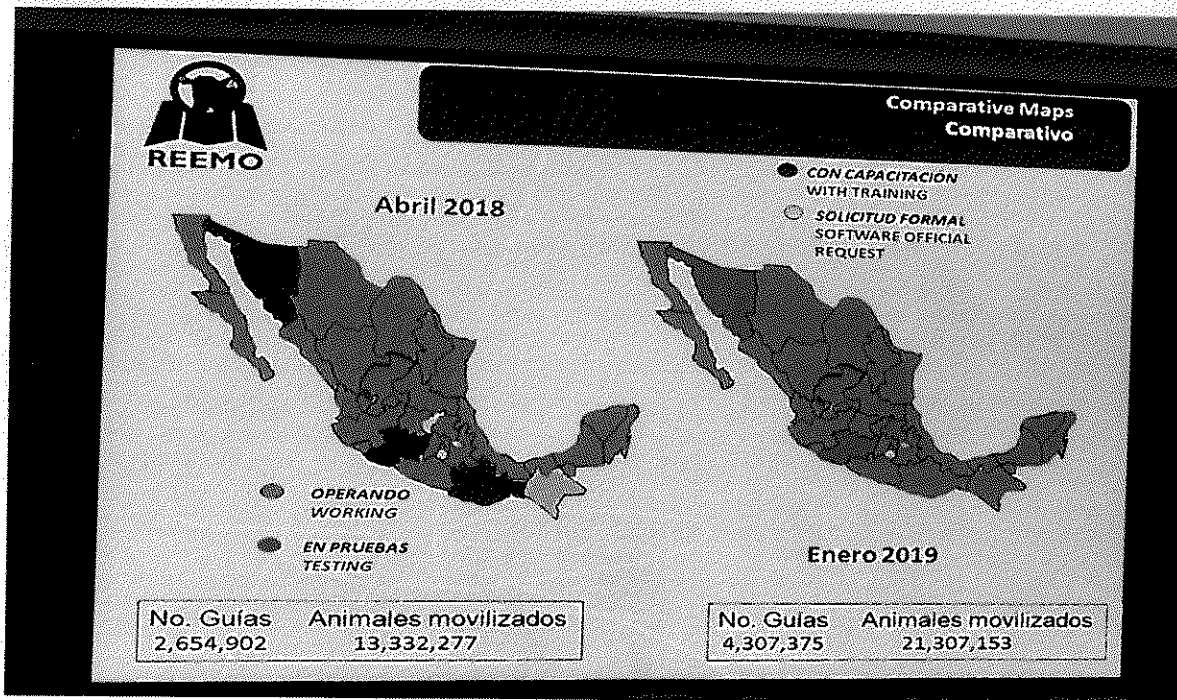 REEMO
Comparative Maps
Comparativo
CON CAPACITACION
WITH TRAINING
SOLICITUD FORMAL
SOFTWARE OFFICIAL
REQUEST
Abril 2018
OPERANDO
WORKING
EN PRUEBAS
TESTING
Enero 2019
No. Guías Animales movilizados
2,654,902 13,332,277
No. Guías Animales movilizados
4,307,375 21,307,153